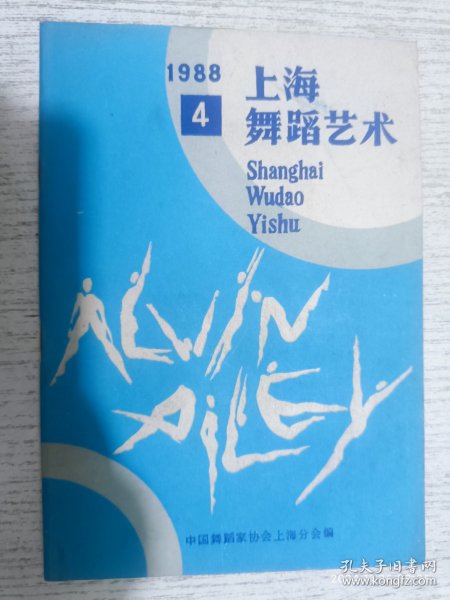 1988
4
上海
舞蹈艺术
Shanghai
Wudao
Yishu
ALVIN
AILEY
中国舞蹈家协会上海分会编
孔夫子旧书网
www.kongfz.com